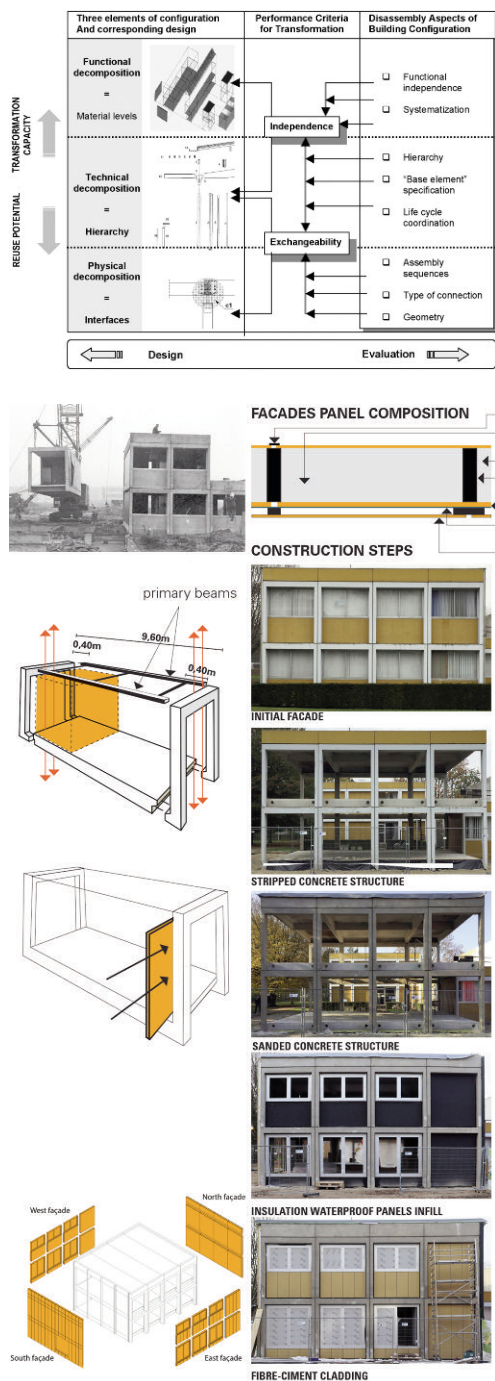 Three elements of configuration
And corresponding design
Performance Criteria
for Transformation
Disassembly Aspects of
Building Configuration
TRANSFORMATION
CAPACITY
REUSE POTENTIAL
Functional
decomposition
=
Material levels
Technical
decomposition
=
Hierarchy
Physical
decomposition
=
Interfaces
Independence
Exchangeability
Functional
independence
Systematization
Hierarchy
"Base element"
specification
Life cycle
coordination
Assembly
sequences
Type of connection
Geometry
Design
Evaluation
FACADES PANEL COMPOSITION
CONSTRUCTION STEPS
primary beams
9,60m
0,40m
0,40m
INITIAL FACADE
STRIPPED CONCRETE STRUCTURE
SANDED CONCRETE STRUCTURE
INSULATION WATERPROOF PANELS INFILL
West façade
North façade
South façade
East façade
FIBRE-CIMENT CLADDING